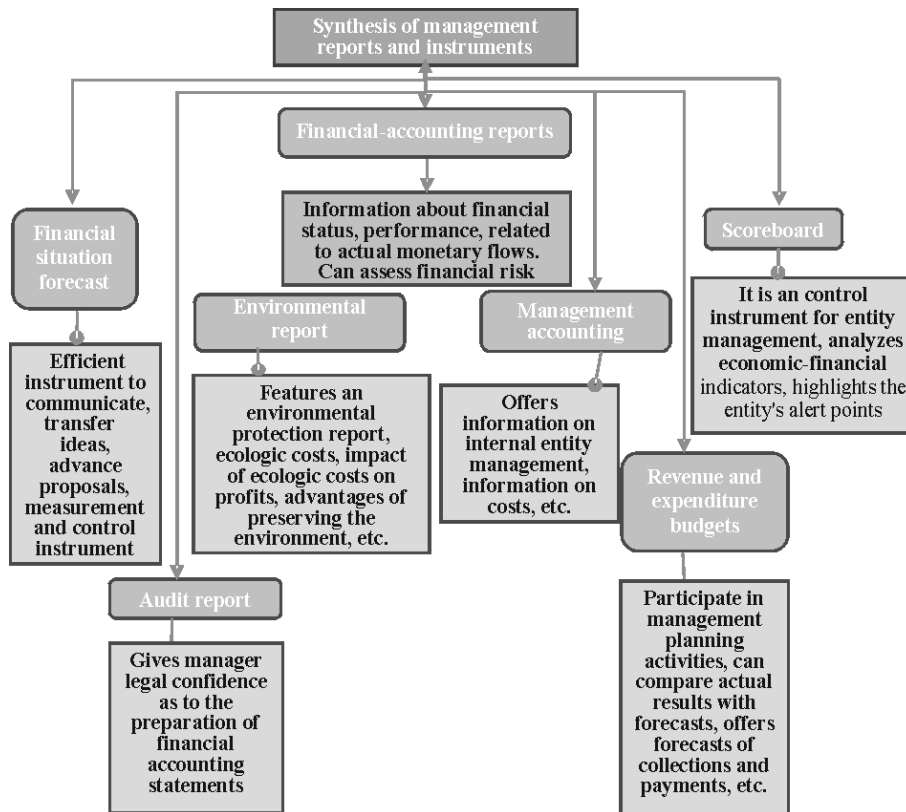 Synthesis of management
reports and instruments
Financial-accounting reports
Information about financial
status, performance, related
to actual monetary flows.
Can assess financial risk
Financial
situation
forecast
Efficient
instrument to
communicate,
transfer
ideas,
advance
proposals,
measurement
and control
instrument
Environmental
report
Features an
environmental
protection report,
ecologic costs, impact
of ecologic costs on
profits, advantages of
preserving the
environment, etc.
Management
accounting
Offers
information on
internal entity
management,
information on
costs, etc.
Scoreboard
It is an control
instrument for entity
management, analyzes
economic-financial
indicators, highlights the
entity's alert points
Revenue and
expenditure
budgets
Participate in
management
planning
activities, can
compare actual
results with
forecasts, offers
forecasts of
collections and
payments, etc.
Audit report
Gives manager
legal confidence
as to the
preparation of
financial
accounting
statements